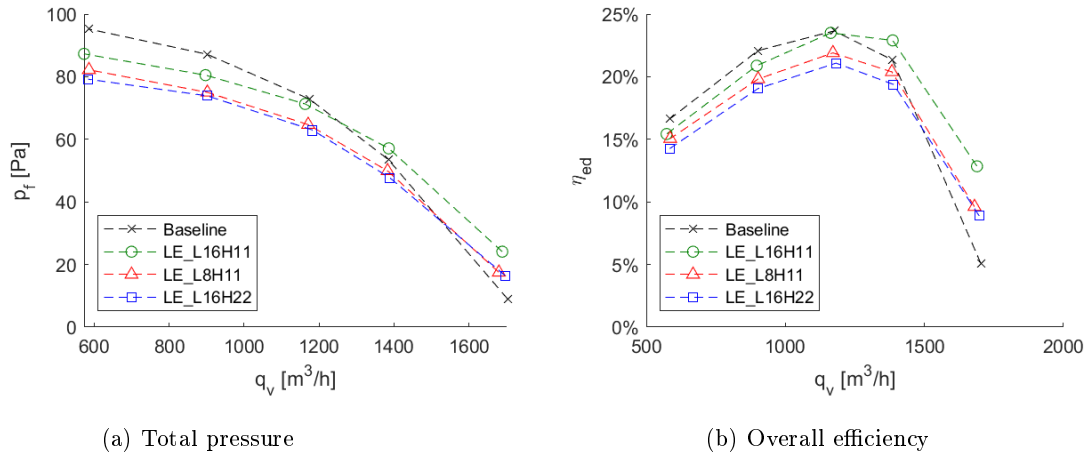 100
80
60
40
20
0
p_f [Pa]
600
800
1000
1200
1400
1600
q_v [m^3/h]
Baseline
LE_L16H11
LE_L8H11
LE_L16H22
(a) Total pressure
25%
20%
15%
10%
5%
0%
η_ed
500
1000
1500
2000
q_v [m^3/h]
Baseline
LE_L16H11
LE_L8H11
LE_L16H22
(b) Overall efficiency